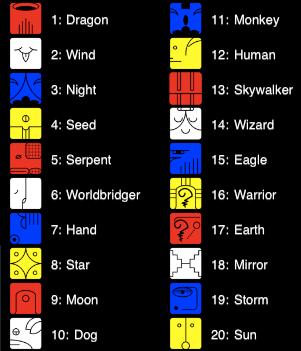 1: Dragon
2: Wind
3: Night
4: Seed
5: Serpent
6: Worldbridger
7: Hand
8: Star
9: Moon
10: Dog
11: Monkey
12: Human
13: Skywalker
14: Wizard
15: Eagle
16: Warrior
17: Earth
18: Mirror
19: Storm
20: Sun